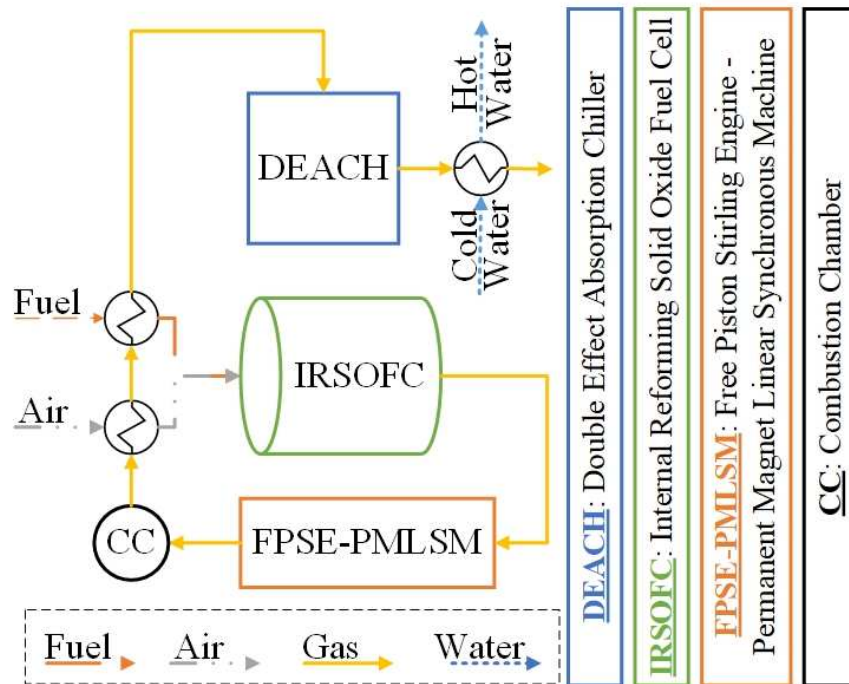 Hot
Water
DEACH
Cold
Water
Fuel
IRSOFC
Air
CC
FPSE-PMLSM
Fuel
Air
Gas
Water
DEACH: Double Effect Absorption Chiller
IRSOFC: Internal Reforming Solid Oxide Fuel Cell
FPSE-PMLSM: Free Piston Stirling Engine -
Permanent Magnet Linear Synchronous Machine
CC: Combustion Chamber